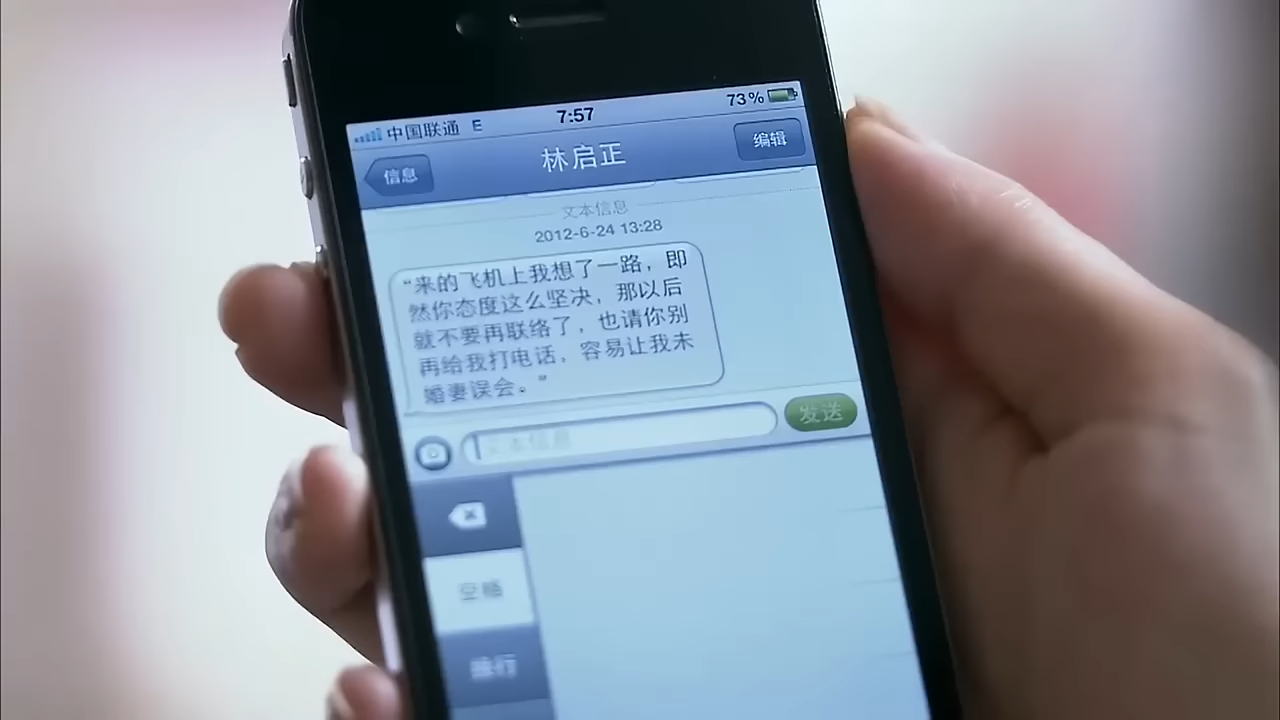 中国联通 E 7:57 73%
信息 林启正 编辑
文本信息
2012-6-24 13:28
“来的飞机上我想了一路，即
然你态度这么坚决，那以后
就不要再联络了，也请你别
再给我打电话，容易让我未
婚妻误会。”
文本信息 发送
空格
换行